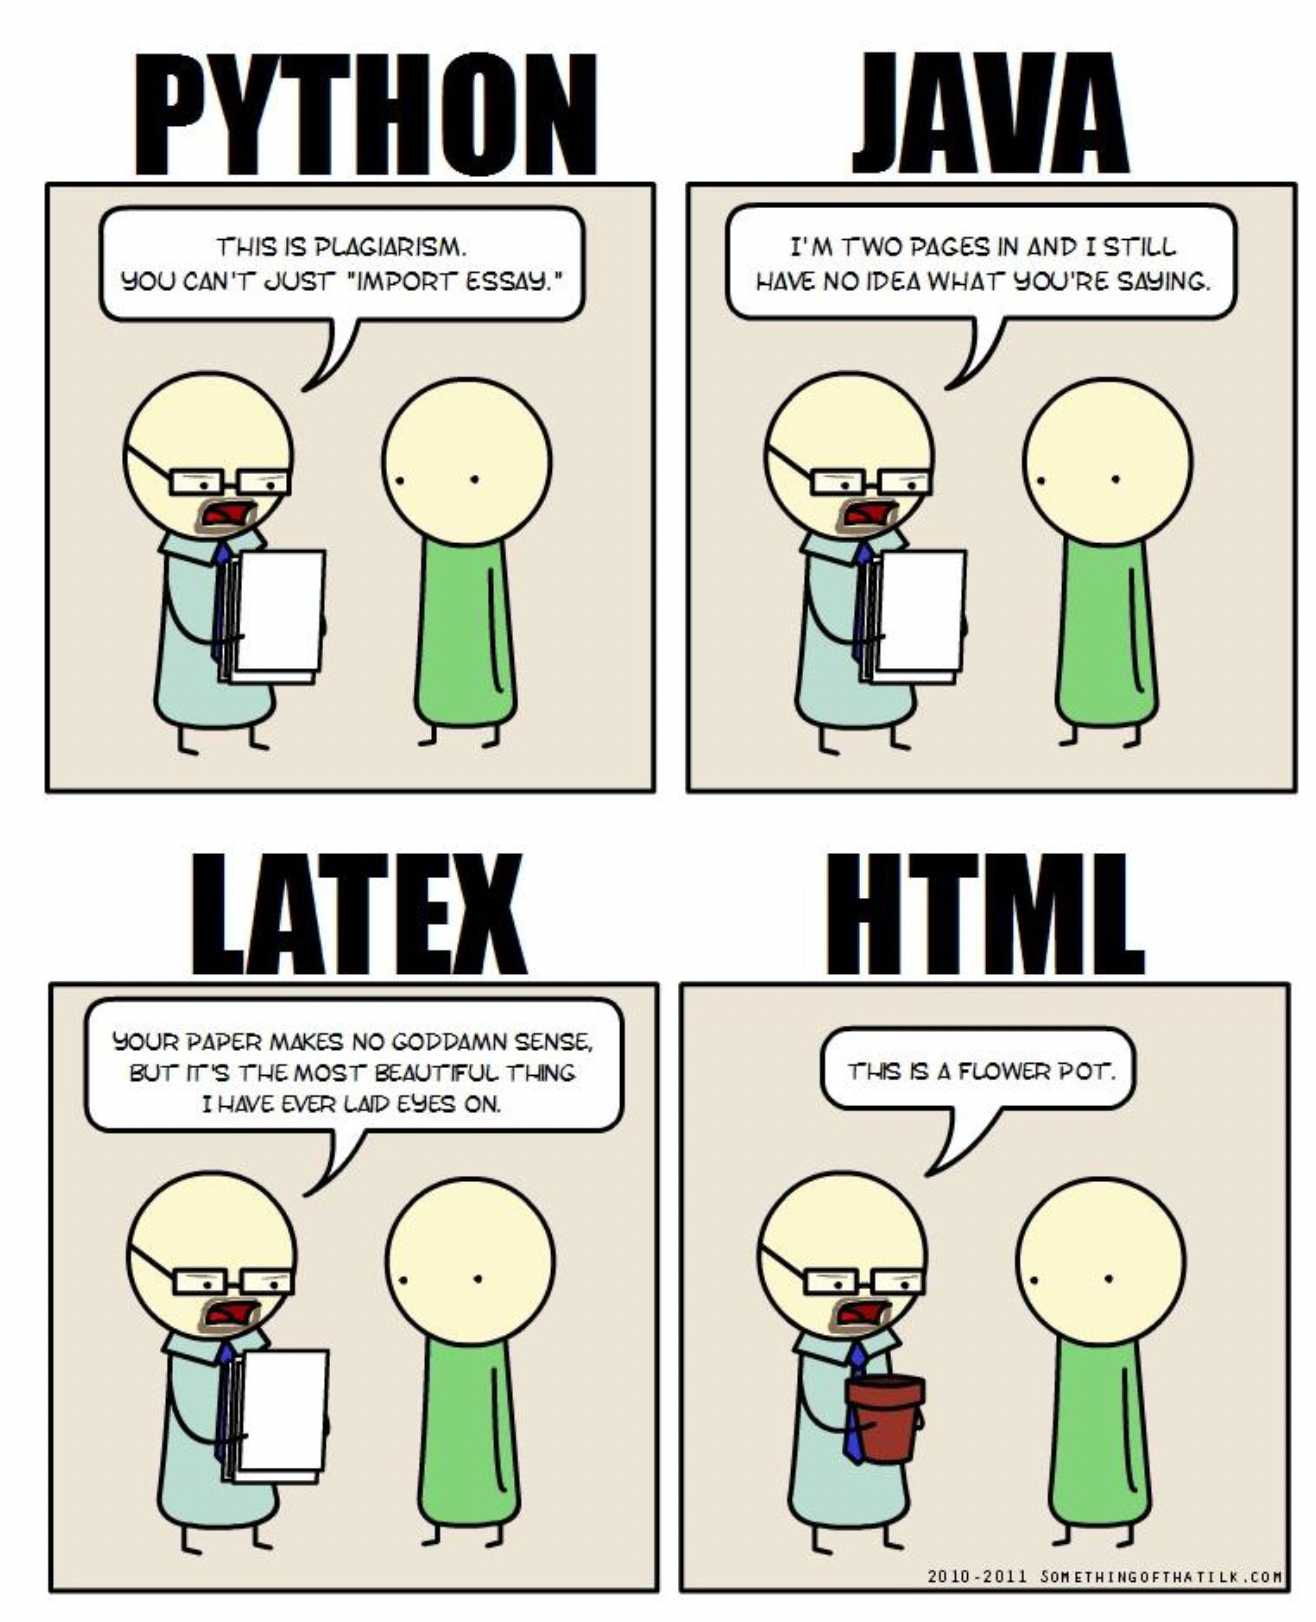 PYTHON
JAVA
THIS IS PLAGIARISM.
YOU CAN'T JUST "IMPORT ESSAY."
I'M TWO PAGES IN AND I STILL
HAVE NO IDEA WHAT YOU'RE SAYING.
LATEX
HTML
YOUR PAPER MAKES NO GODDAMN SENSE,
BUT IT'S THE MOST BEAUTIFUL THING
I HAVE EVER LAID EYES ON.
THIS IS A FLOWER POT.
2010-2011 SOMETHINGOFTHATILK.COM